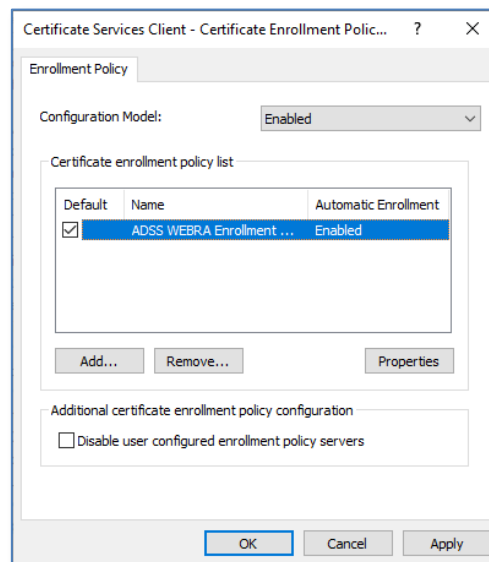 Certificate Services Client - Certificate Enrollment Polic... ? X
Enrollment Policy
Configuration Model: Enabled
Certificate enrollment policy list
Default Name Automatic Enrollment
ADSS WEBRA Enrollment ... Enabled
Add... Remove... Properties
Additional certificate enrollment policy configuration
Disable user configured enrollment policy servers
OK Cancel Apply